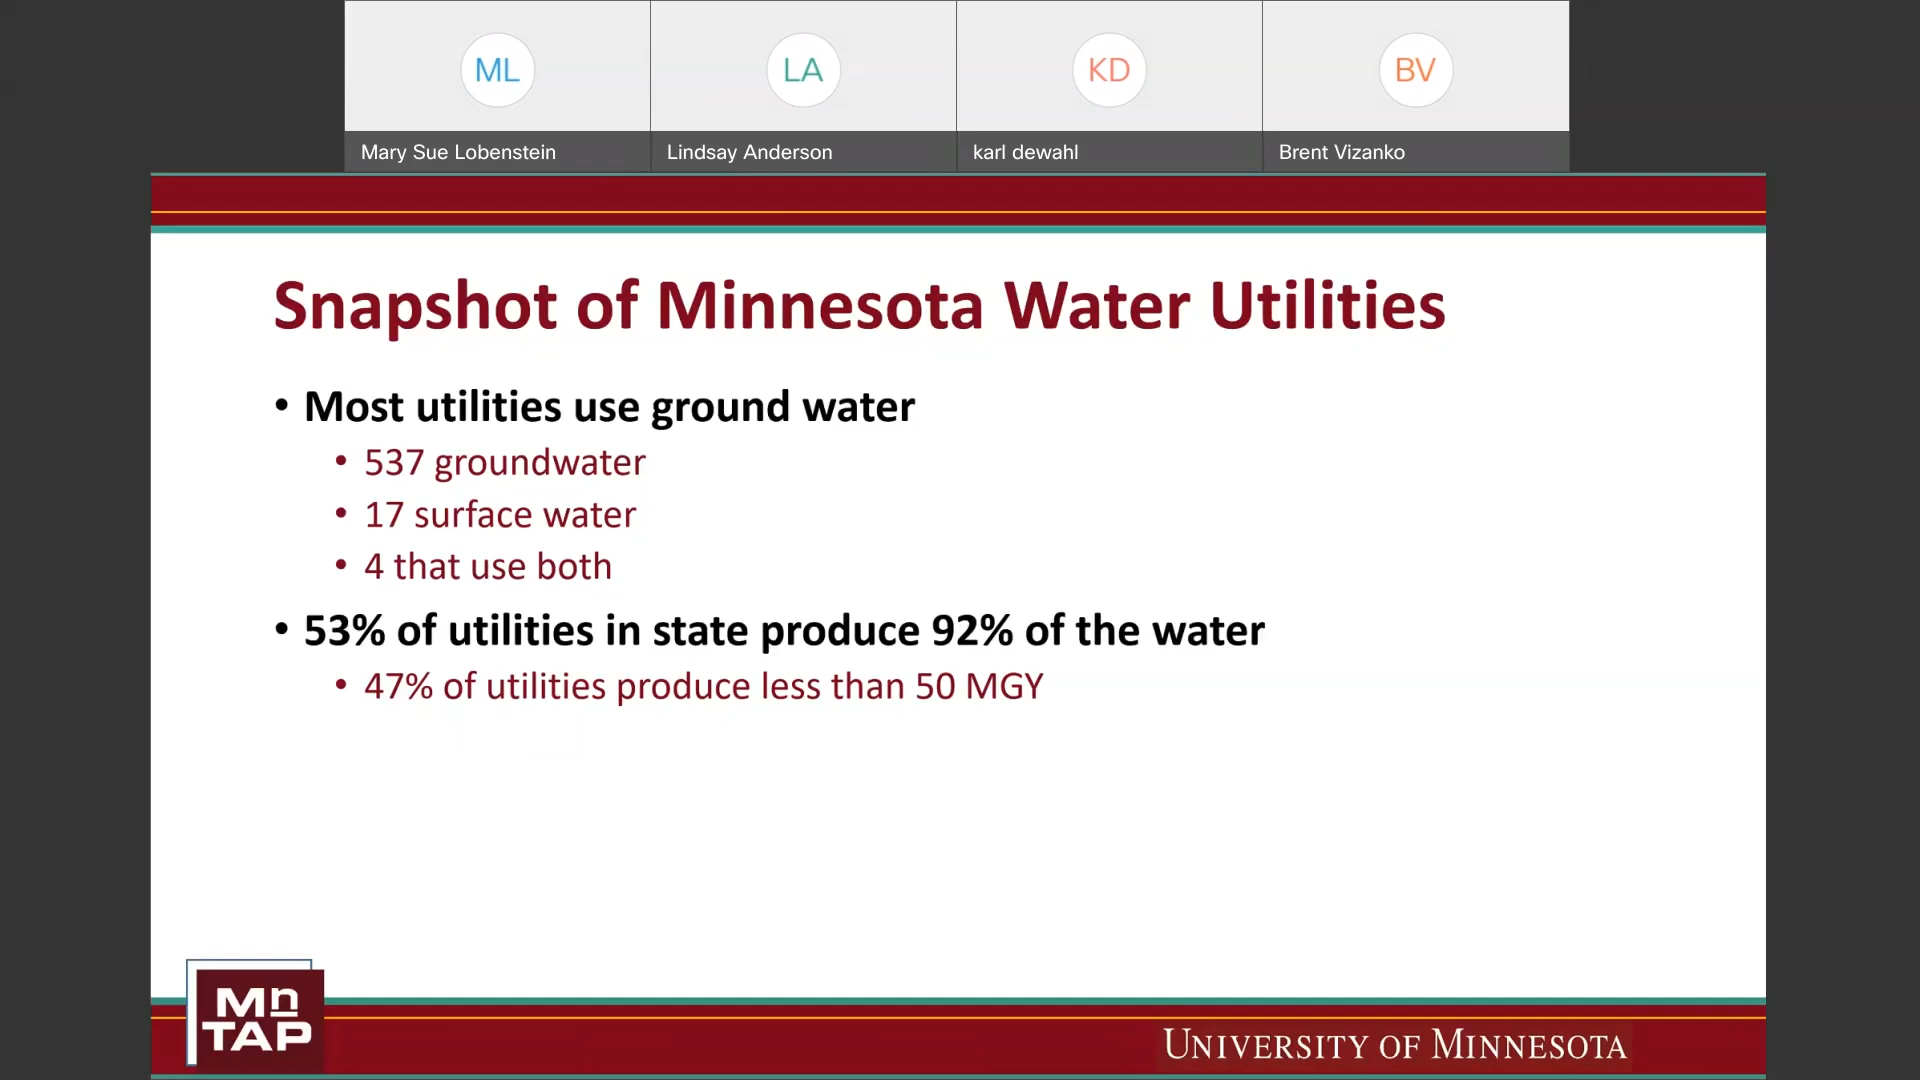 ML
LA
KD
BV
Mary Sue Lobenstein
Lindsay Anderson
karl dewahl
Brent Vizanko
Snapshot of Minnesota Water Utilities
• Most utilities use ground water
• 537 groundwater
• 17 surface water
• 4 that use both
• 53% of utilities in state produce 92% of the water
• 47% of utilities produce less than 50 MGY
Mn
TAP
UNIVERSITY OF MINNESOTA